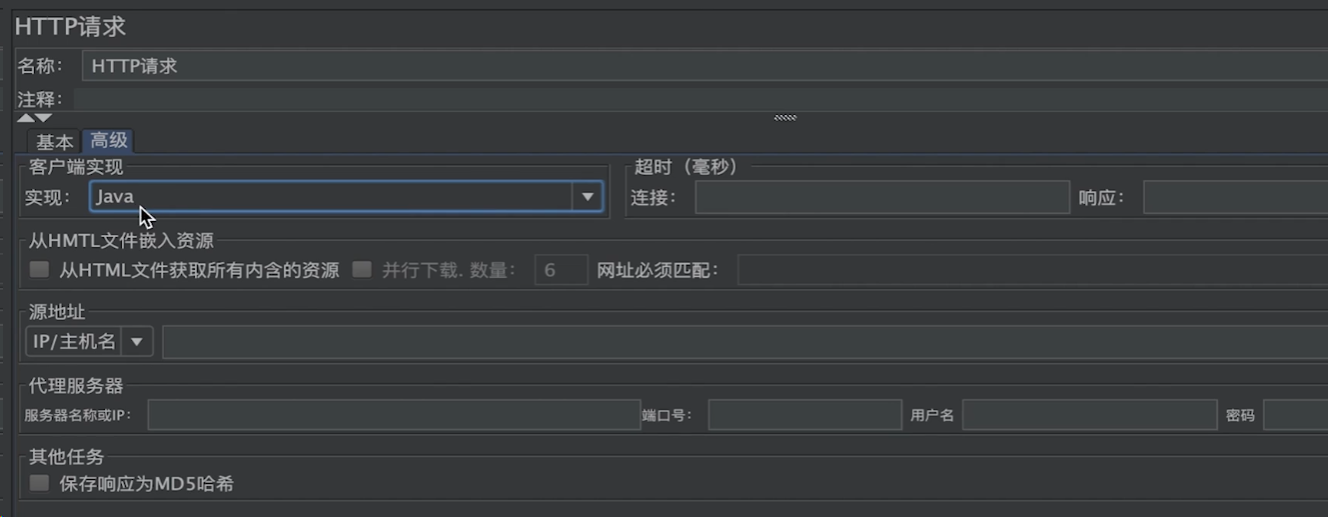 HTTP请求
名称： HTTP请求
注释：
基本 高级
客户端实现 超时（毫秒）
实现： Java 连接： 响应：
从HMTL文件嵌入资源
从HTML文件获取所有内含的资源 并行下载. 数量： 6 网址必须匹配：
源地址
IP/主机名
代理服务器
服务器名称或IP： 端口号： 用户名 密码
其他任务
保存响应为MD5哈希